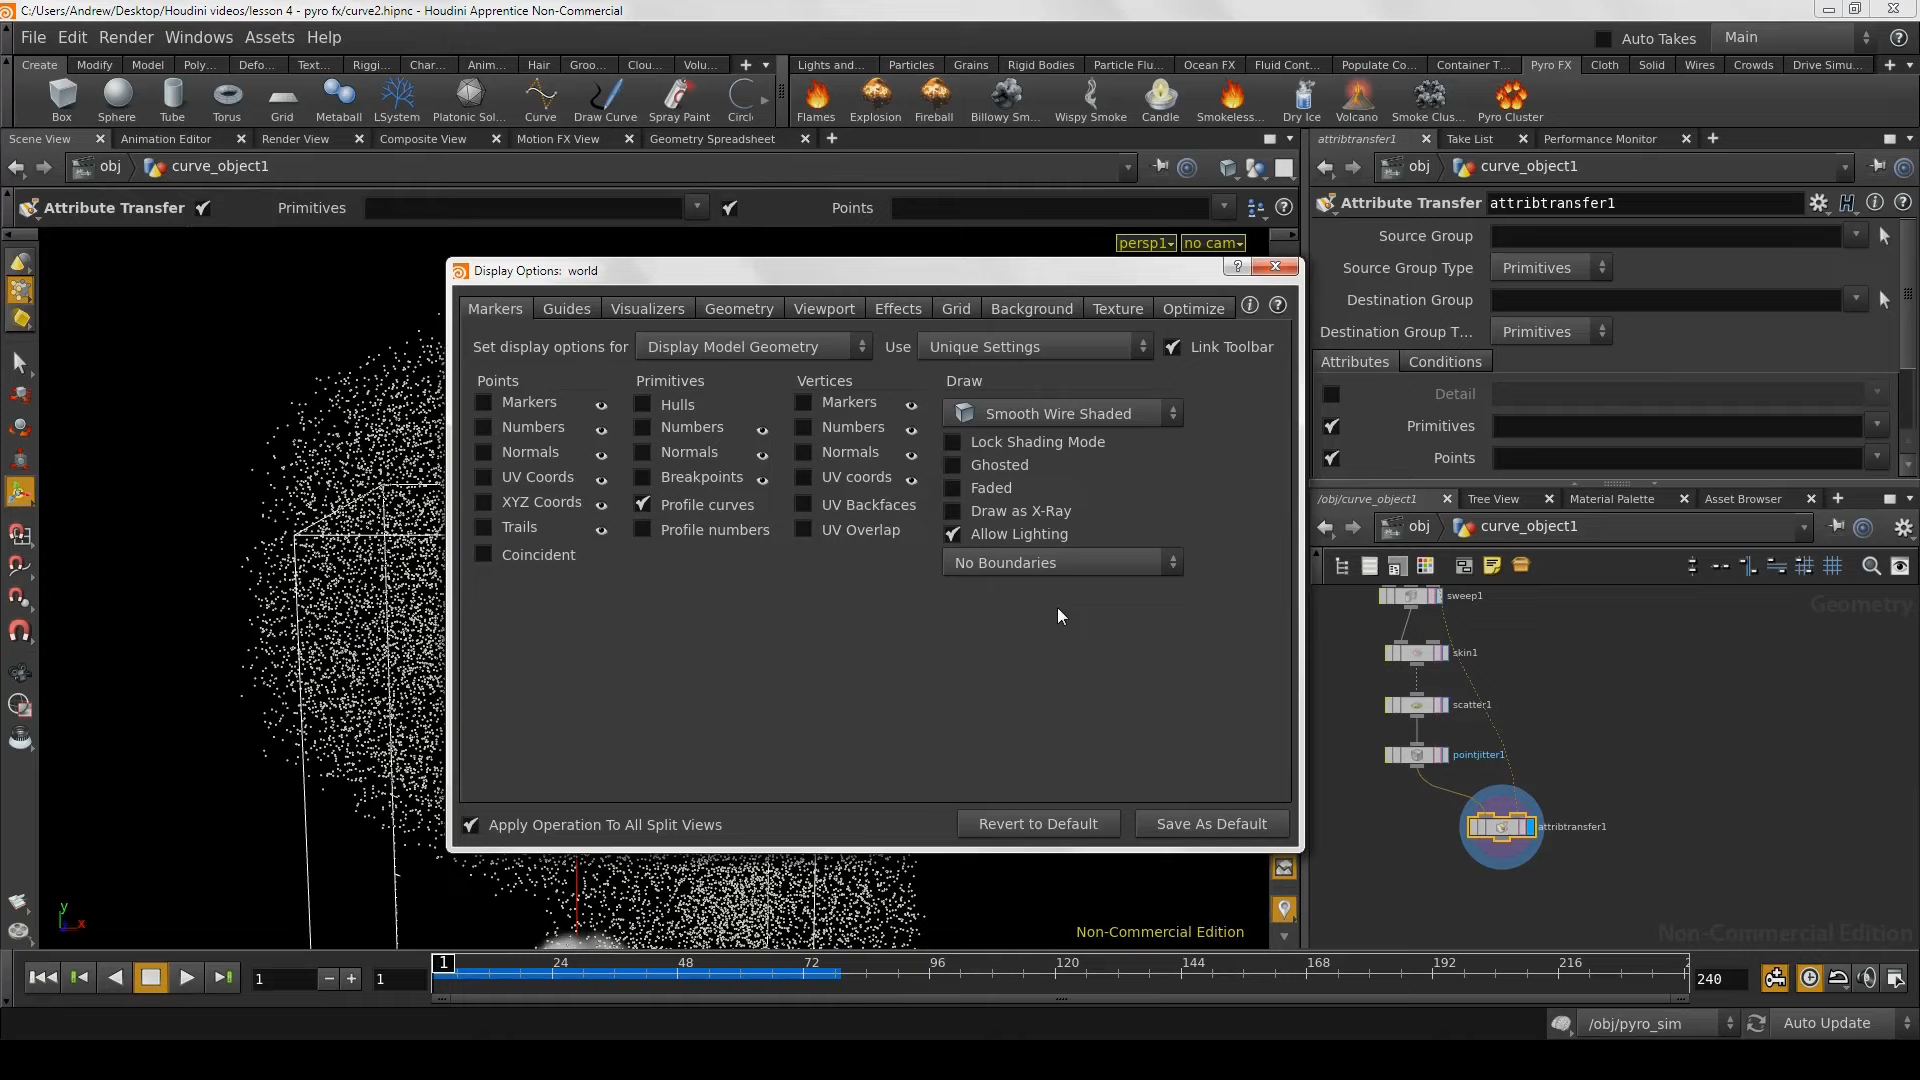 C:/Users/Andrew/Desktop/Houdini videos/lesson 4 - pyro fx/curve2.hipnc - Houdini Apprentice Non-Commercial
File Edit Render Windows Assets Help
Auto Takes Main
Create Modify Model Poly... Defo... Text... Riggi... Char... Anim... Hair Groo... Clou... Volu...
Lights and... Particles Grains Rigid Bodies Particle Flu... Ocean FX Fluid Cont... Populate Co... Container T... Pyro FX Cloth Solid Wires Crowds Drive Simu...
Box Sphere Tube Torus Grid Metaball LSystem Platonic Sol... Curve Draw Curve Spray Paint Circl
Flames Explosion Fireball Billowy Sm... Wispy Smoke Candle Smokeless... Dry Ice Volcano Smoke Clus... Pyro Cluster
Scene View Animation Editor Render View Composite View Motion FX View Geometry Spreadsheet
attribtransfer1 Take List Performance Monitor
obj curve_object1
obj curve_object1
Attribute Transfer Primitives Points
Attribute Transfer attribtransfer1
persp1 no cam
Source Group
Source Group Type Primitives
Destination Group
Destination Group T... Primitives
Attributes Conditions
Detail
Primitives
Points
Display Options: world
Markers Guides Visualizers Geometry Viewport Effects Grid Background Texture Optimize
Set display options for Display Model Geometry Use Unique Settings Link Toolbar
Points Primitives Vertices Draw
Markers Hulls Markers Smooth Wire Shaded
Numbers Numbers Numbers Lock Shading Mode
Normals Normals Normals Ghosted
UV Coords Breakpoints UV coords Faded
XYZ Coords Profile curves UV Backfaces Draw as X-Ray
Trails Profile numbers UV Overlap Allow Lighting
Coincident No Boundaries
Apply Operation To All Split Views Revert to Default Save As Default
/obj/curve_object1 Tree View Material Palette Asset Browser
obj curve_object1
Geometry
sweep1
skin1
scatter1
pointjitter1
attribtransfer1
Non-Commercial Edition
y
x
Non-Commercial Edition
1 1 1 24 48 72 96 120 144 168 192 216 2 240
/obj/pyro_sim Auto Update